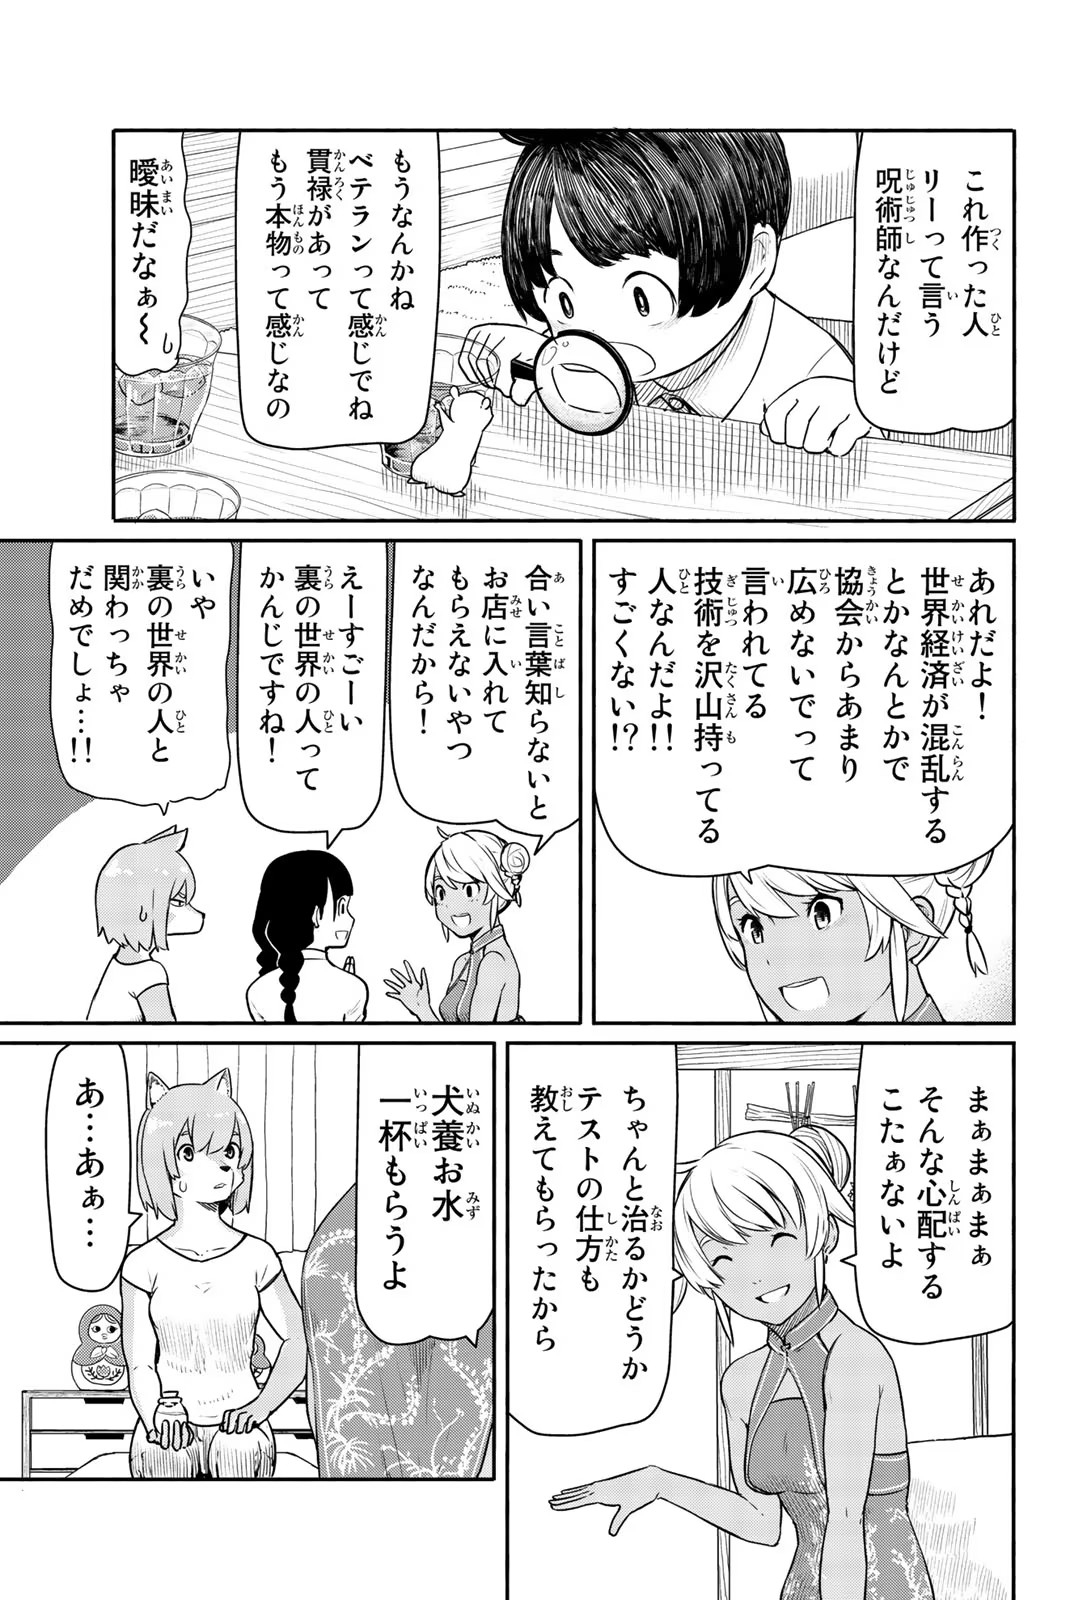 これ作った人
リーって言う
呪術師なんだけど
もうなんかね
ベテランって感じでね
貫禄があって
もう本物って感じなの
曖昧だなぁ〜
あれだよ！
世界経済が混乱する
とかなんとかで
協会からあまり
広めないでって
言われてる
技術を沢山持ってる
人なんだよ!!
すごくない!?
合い言葉知らないと
お店に入れて
もらえないやつ
なんだから！
えーすごーい
裏の世界の人って
かんじですね！
いや
裏の世界の人と
関わっちゃ
だめでしょ…!!
まぁまぁまぁ
そんな心配する
こたぁないよ
ちゃんと治るかどうか
テストの仕方も
教えてもらったから
犬養お水
一杯もらうよ
あ…あぁ…